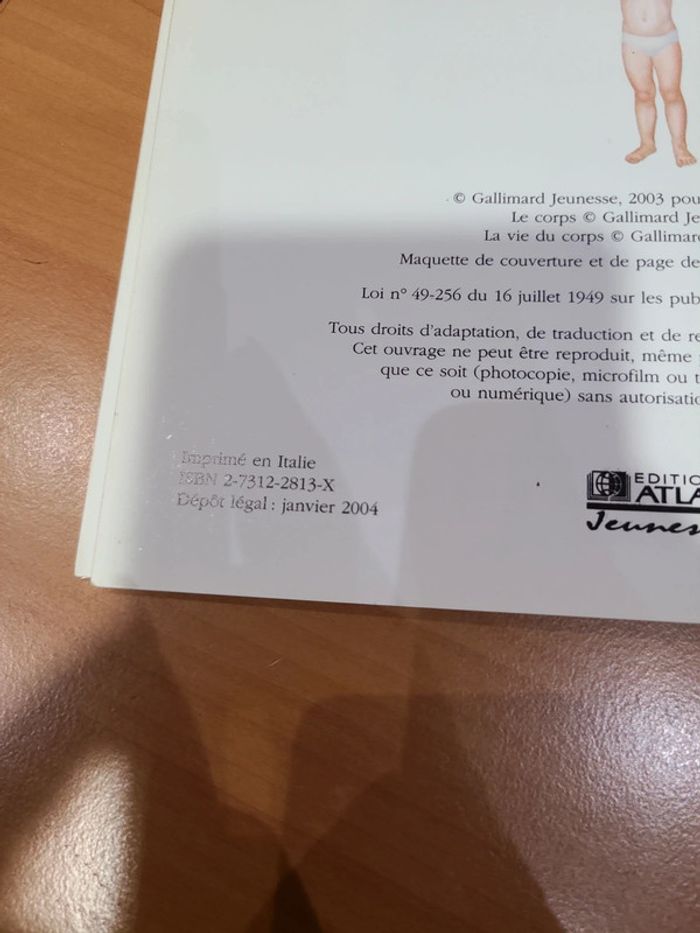 © Gallimard Jeunesse, 2003 pou
Le corps © Gallimard Je
La vie du corps © Gallimard
Maquette de couverture et de page de
Loi n° 49-256 du 16 juillet 1949 sur les pub
Tous droits d'adaptation, de traduction et de re
Cet ouvrage ne peut être reproduit, même
que ce soit (photocopie, microfilm ou t
ou numérique) sans autorisatio
Imprimé en Italie
ISBN 2-7312-2813-X
Dépôt légal : janvier 2004
EDITIO
ATLA
Jeunes